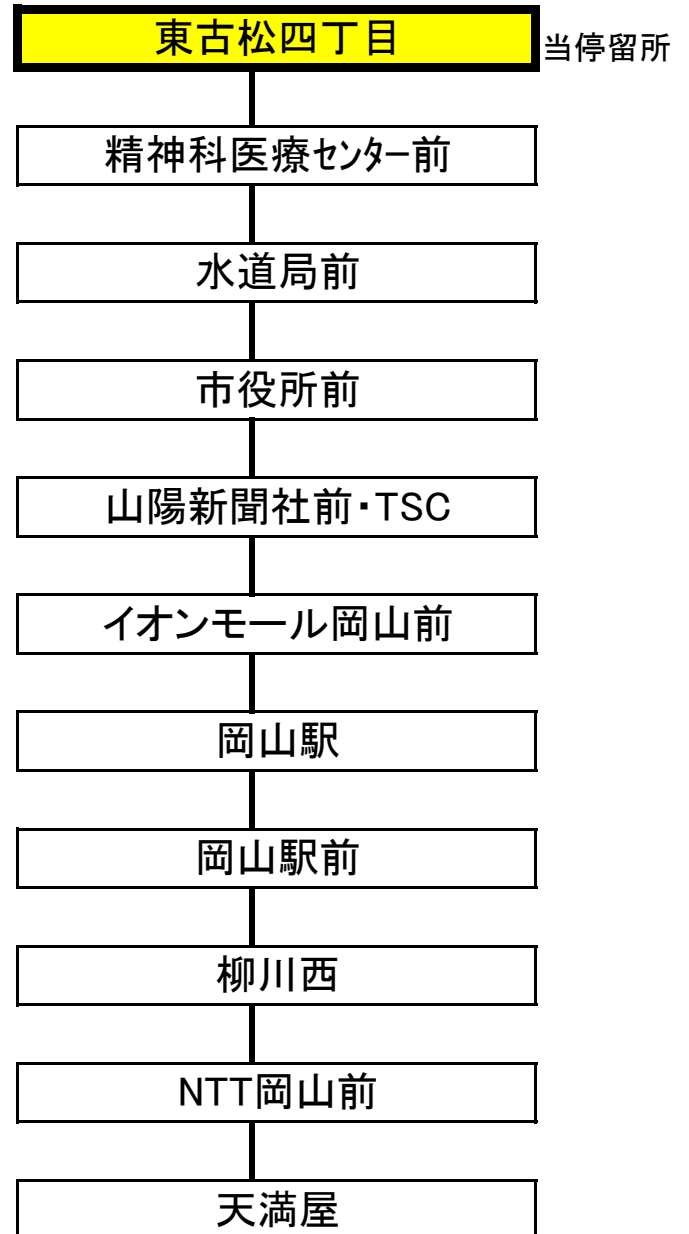 東古松四丁目 当停留所
精神科医療ｾﾝﾀｰ前
水道局前
市役所前
山陽新聞社前・TSC
イオンモール岡山前
岡山駅
岡山駅前
柳川西
NTT岡山前
天満屋